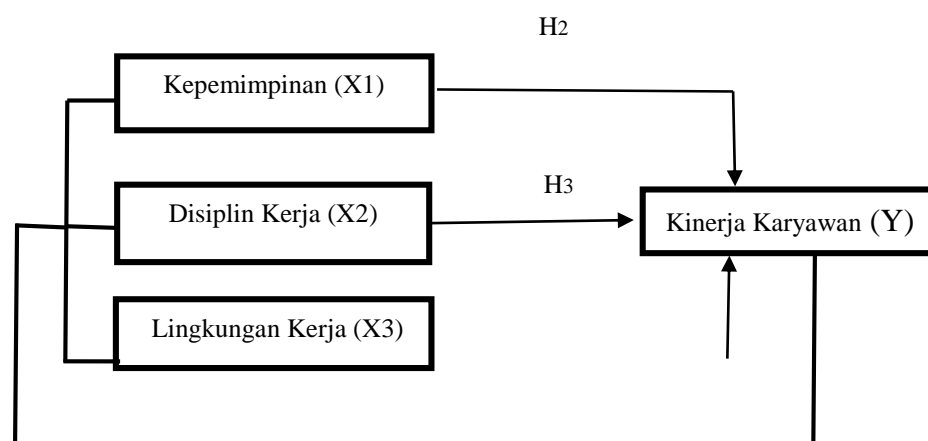 H2
Kepemimpinan (X1)
H3
Disiplin Kerja (X2)
Kinerja Karyawan (Y)
Lingkungan Kerja (X3)